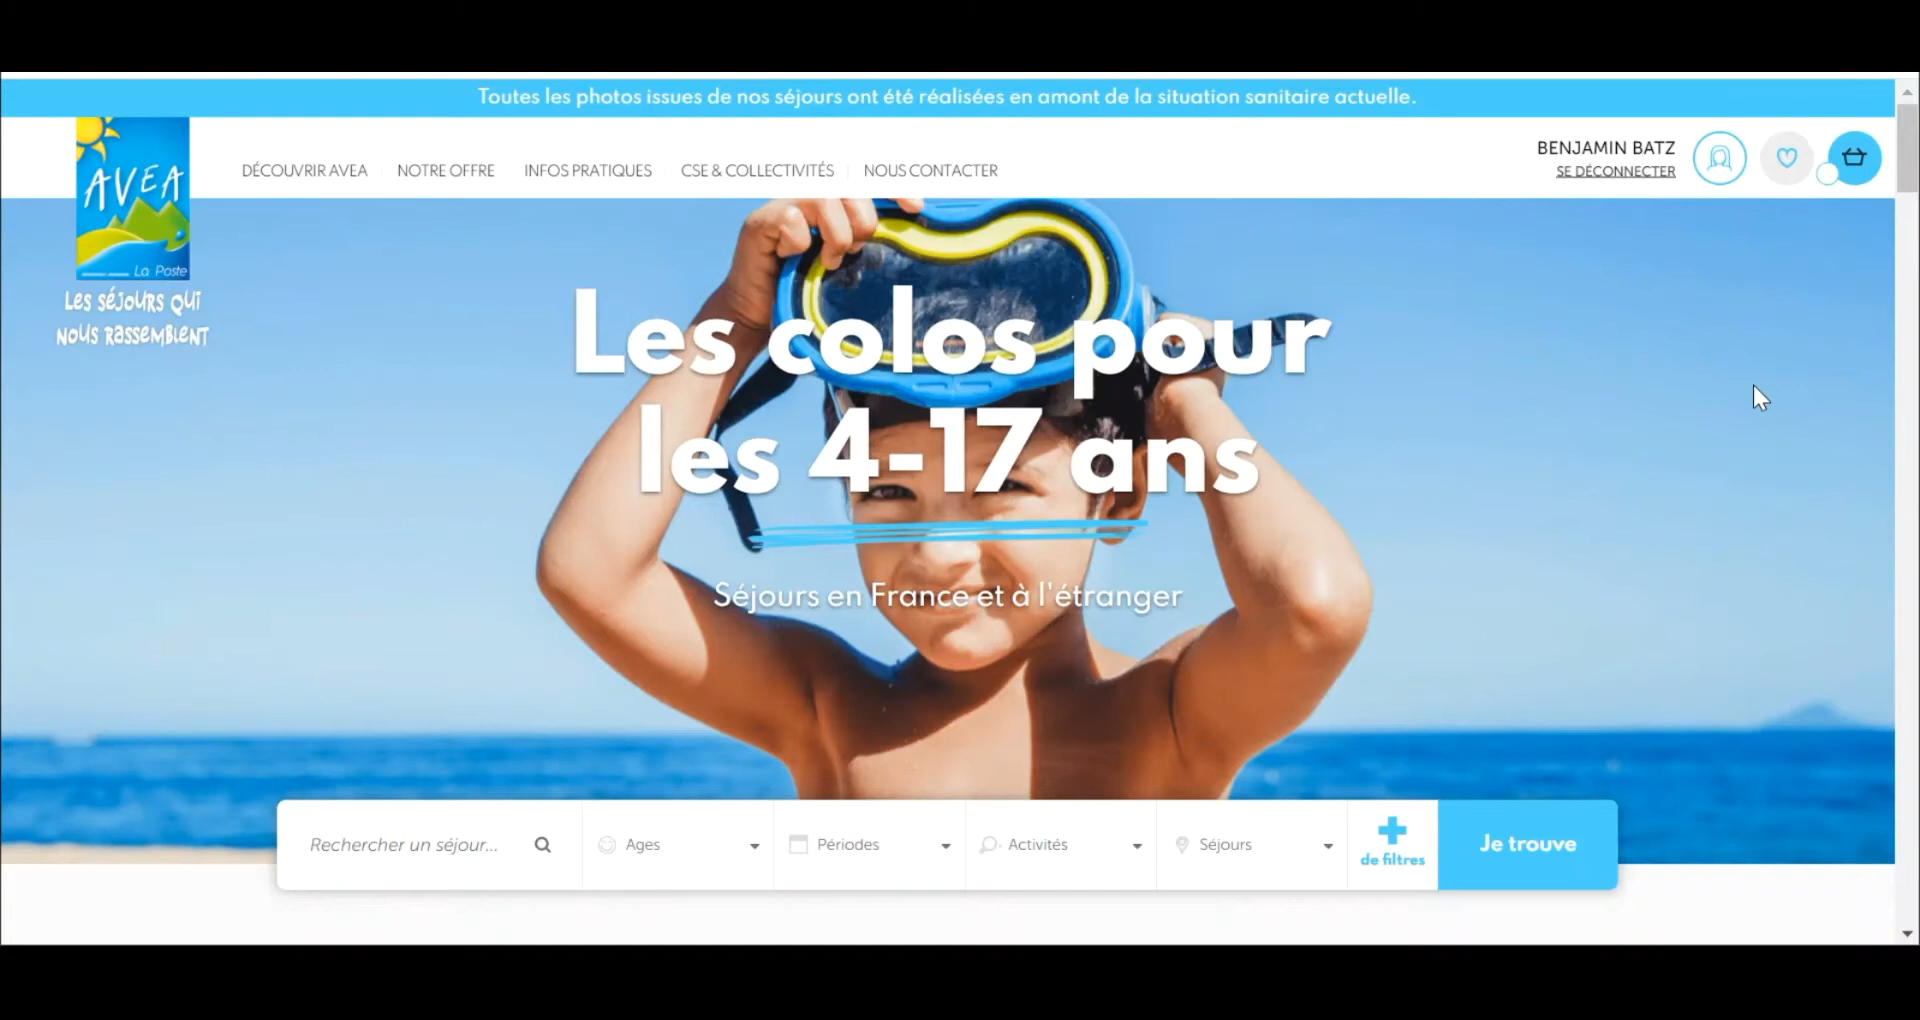 Toutes les photos issues de nos séjours ont été réalisées en amont de la situation sanitaire actuelle.
AVEA
La Poste
Les séjours qui
nous rassemblent
DÉCOUVRIR AVEA
NOTRE OFFRE
INFOS PRATIQUES
CSE & COLLECTIVITÉS
NOUS CONTACTER
BENJAMIN BATZ
SE DÉCONNECTER
Les colos pour
les 4-17 ans
Séjours en France et à l'étranger
Rechercher un séjour...
Ages
Périodes
Activités
Séjours
de filtres
Je trouve